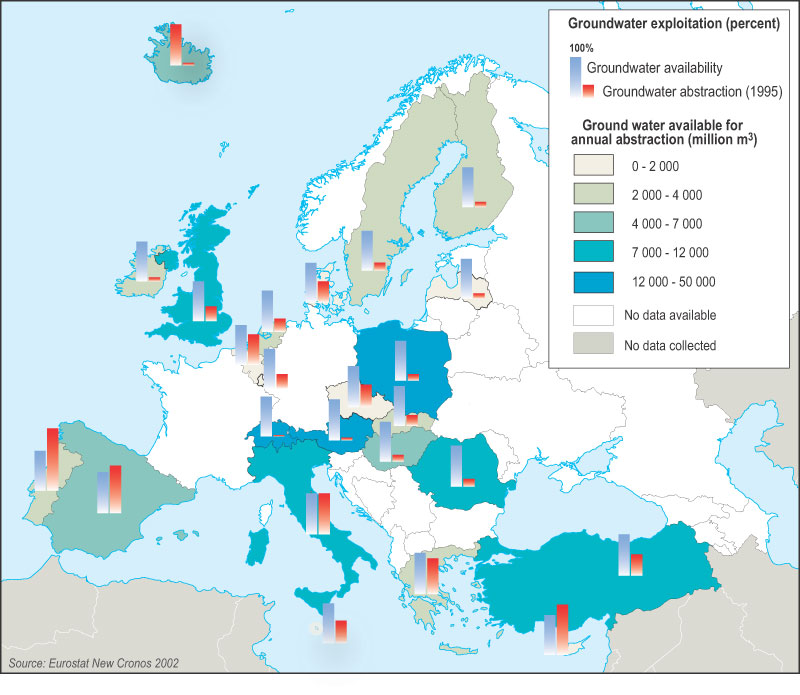 Groundwater exploitation (percent)
100%
Groundwater availability
Groundwater abstraction (1995)
Ground water available for
annual abstraction (million m³)
0 - 2 000
2 000 - 4 000
4 000 - 7 000
7 000 - 12 000
12 000 - 50 000
No data available
No data collected
Source: Eurostat New Cronos 2002